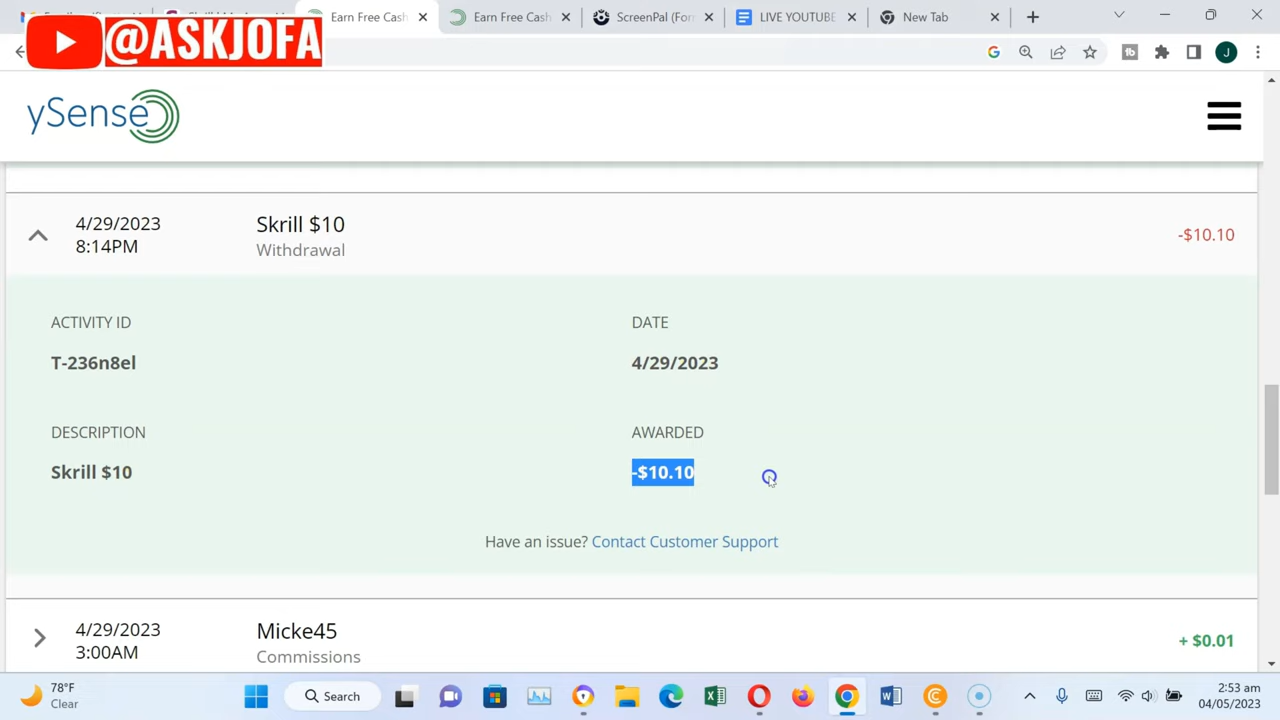 Earn Free Cash
Earn Free Cas
ScreenPal (For
LIVE YOUTUBE
New Tab
@ASKJOFA
J
ySense
4/29/2023
8:14PM
Skrill $10
Withdrawal
-$10.10
ACTIVITY ID
DATE
T-236n8el
4/29/2023
DESCRIPTION
AWARDED
Skrill $10
-$10.10
Have an issue? Contact Customer Support
4/29/2023
3:00AM
Micke45
Commissions
+ $0.01
78°F
Clear
Search
2:53 am
04/05/2023